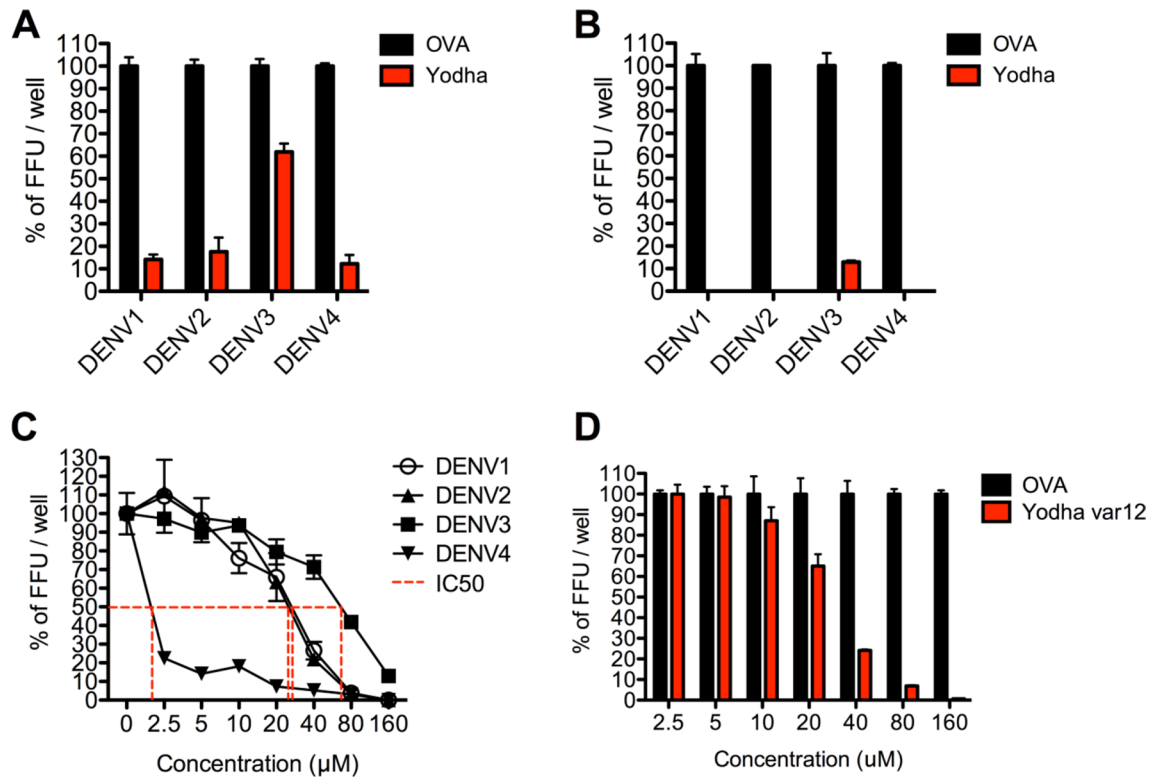 A
% of FFU / well
110
100
90
80
70
60
50
40
30
20
10
0
DENV1
DENV2
DENV3
DENV4
OVA
Yodha
B
% of FFU / well
110
100
90
80
70
60
50
40
30
20
10
0
DENV1
DENV2
DENV3
DENV4
OVA
Yodha
C
% of FFU / well
130
120
110
100
90
80
70
60
50
40
30
20
10
0
0 2.5 5 10 20 40 80 160
Concentration (µM)
DENV1
DENV2
DENV3
DENV4
IC50
D
% of FFU / well
110
100
90
80
70
60
50
40
30
20
10
0
2.5 5 10 20 40 80 160
Concentration (uM)
OVA
Yodha var12